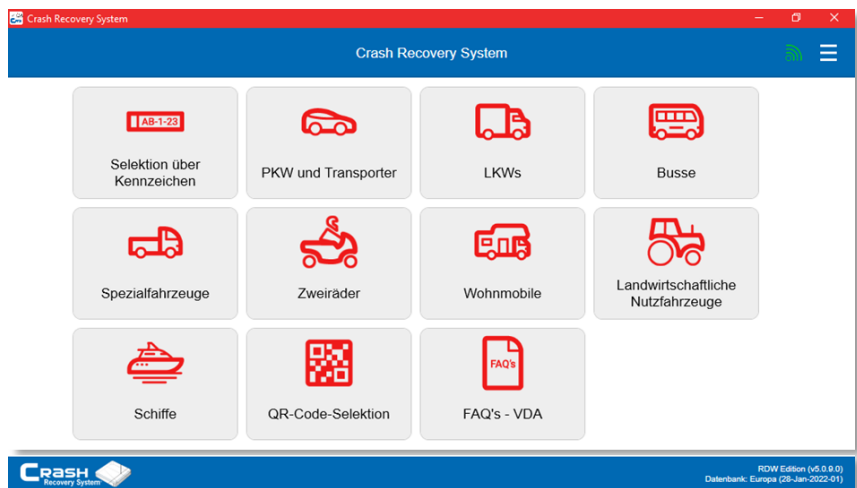 Crash Recovery System
Crash Recovery System
AB-1-23
Selektion über
Kennzeichen
PKW und Transporter
LKWs
Busse
Spezialfahrzeuge
Zweiräder
Wohnmobile
Landwirtschaftliche
Nutzfahrzeuge
Schiffe
QR-Code-Selektion
FAQ's
FAQ's - VDA
CRASH
Recovery System
RDW Edition (v5.0.9.0)
Datenbank: Europa (28-Jan-2022-01)